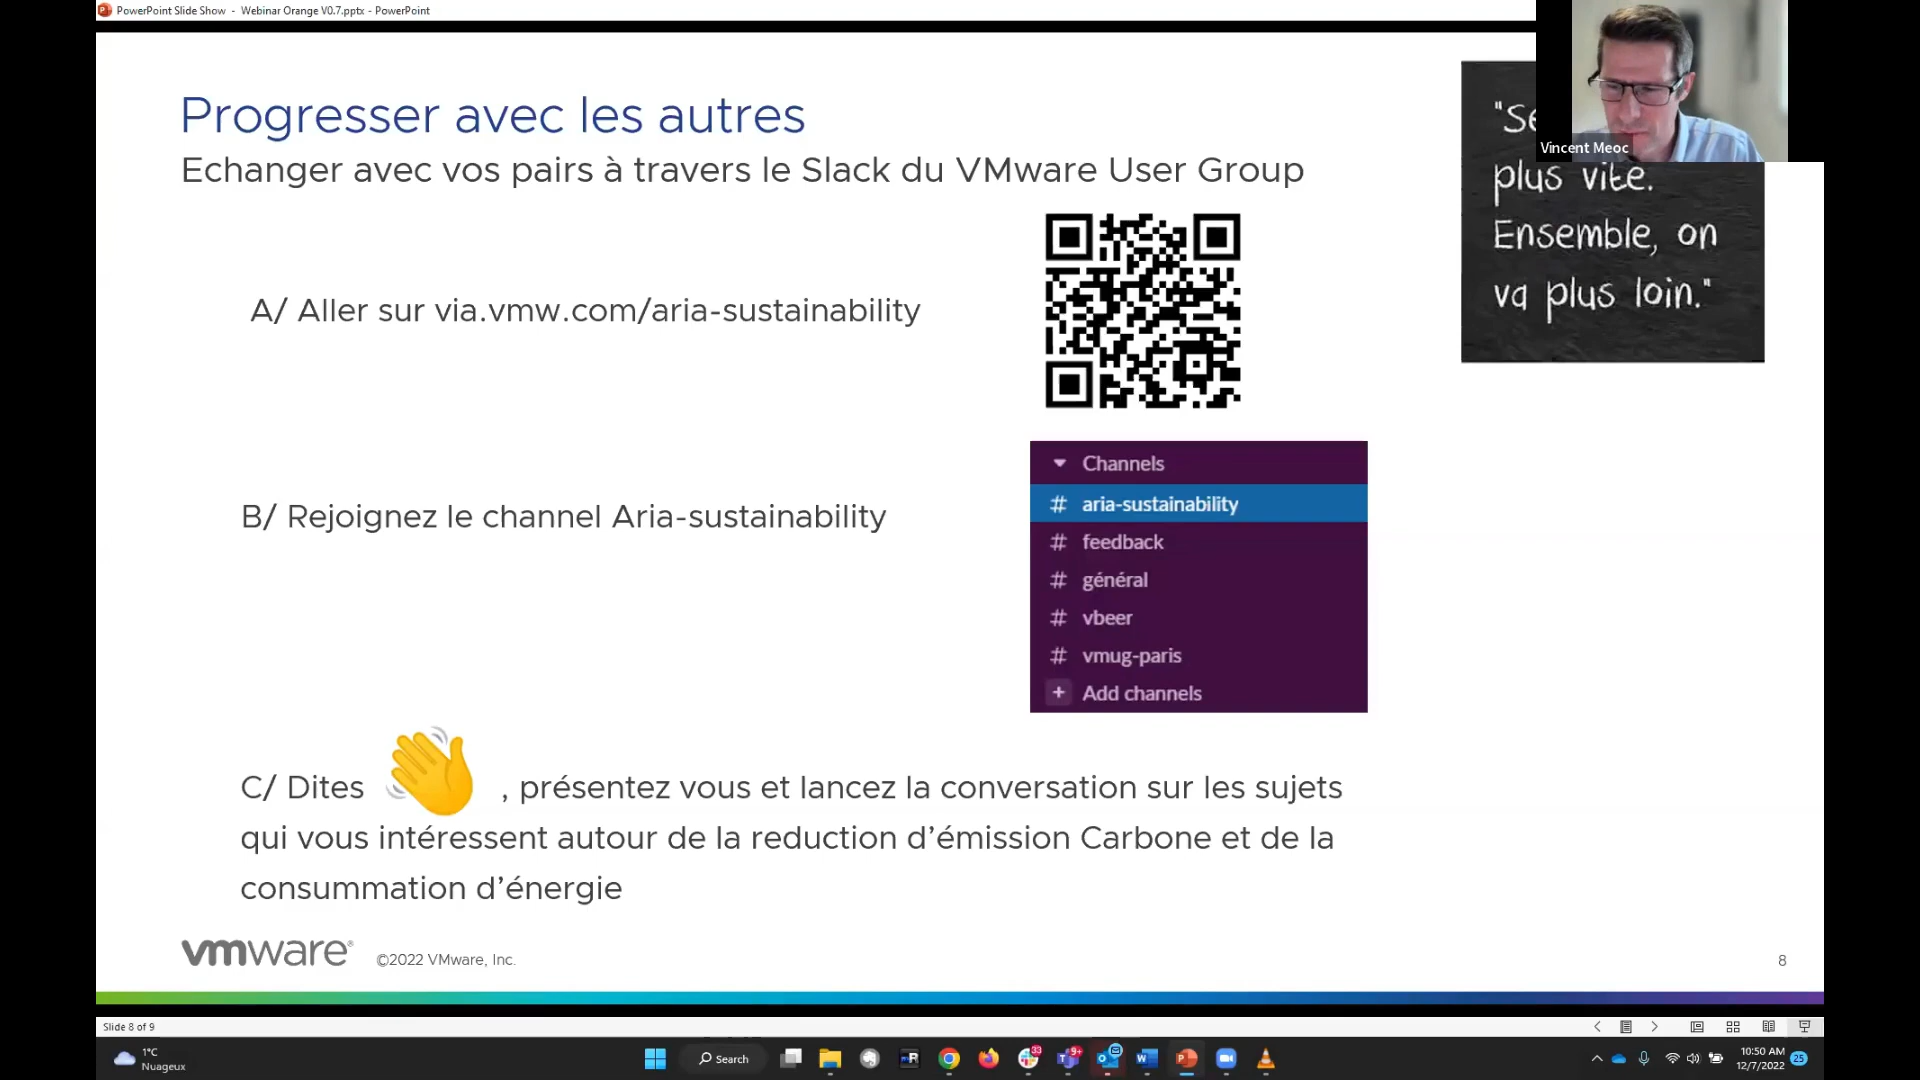 PowerPoint Slide Show - Webinar Orange V0.7.pptx - PowerPoint
Progresser avec les autres
Echanger avec vos pairs à travers le Slack du VMware User Group
Vincent Meoc
plus vite.
Ensemble, on
va plus loin."
A/ Aller sur via.vmw.com/aria-sustainability
B/ Rejoignez le channel Aria-sustainability
Channels
# aria-sustainability
# feedback
# général
# vbeer
# vmug-paris
+ Add channels
C/ Dites , présentez vous et lancez la conversation sur les sujets
qui vous intéressent autour de la reduction d’émission Carbone et de la
consummation d’énergie
vmware®
©2022 VMware, Inc.
8
Slide 8 of 9
1°C
Nuageux
Search
33
9+
10:50 AM
12/7/2022
25